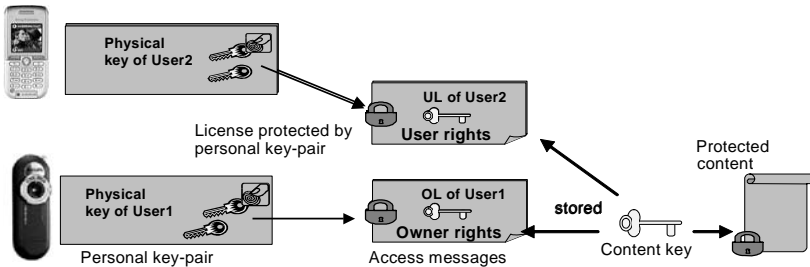 Physical
key of User2
UL of User2
User rights
License protected by
personal key-pair
Protected
content
Physical
key of User1
OL of User1
Owner rights
stored
Content key
Personal key-pair
Access messages